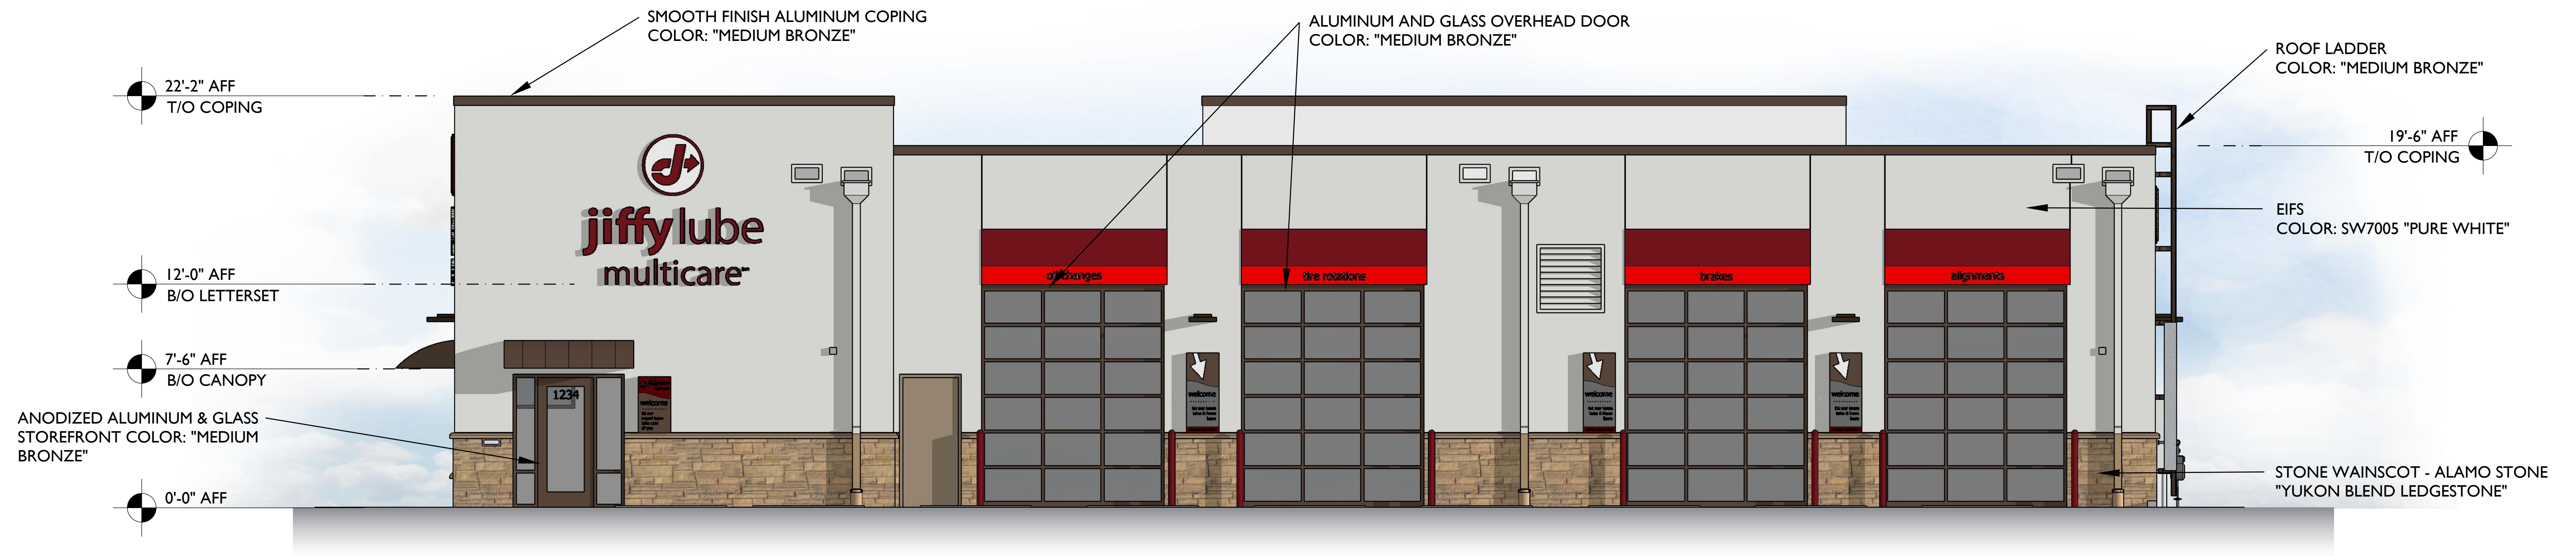 SMOOTH FINISH ALUMINUM COPING
COLOR: "MEDIUM BRONZE"
ALUMINUM AND GLASS OVERHEAD DOOR
COLOR: "MEDIUM BRONZE"
ROOF LADDER
COLOR: "MEDIUM BRONZE"
22'-2" AFF
T/O COPING
19'-6" AFF
T/O COPING
EIFS
COLOR: SW7005 "PURE WHITE"
jiffy lube
multicare
12'-0" AFF
B/O LETTERSET
oil changes
tire rotations
brakes
alignments
7'-6" AFF
B/O CANOPY
1234
welcome
welcome
welcome
welcome
ANODIZED ALUMINUM & GLASS
STOREFRONT COLOR: "MEDIUM
BRONZE"
STONE WAINSCOT - ALAMO STONE
"YUKON BLEND LEDGESTONE"
0'-0" AFF